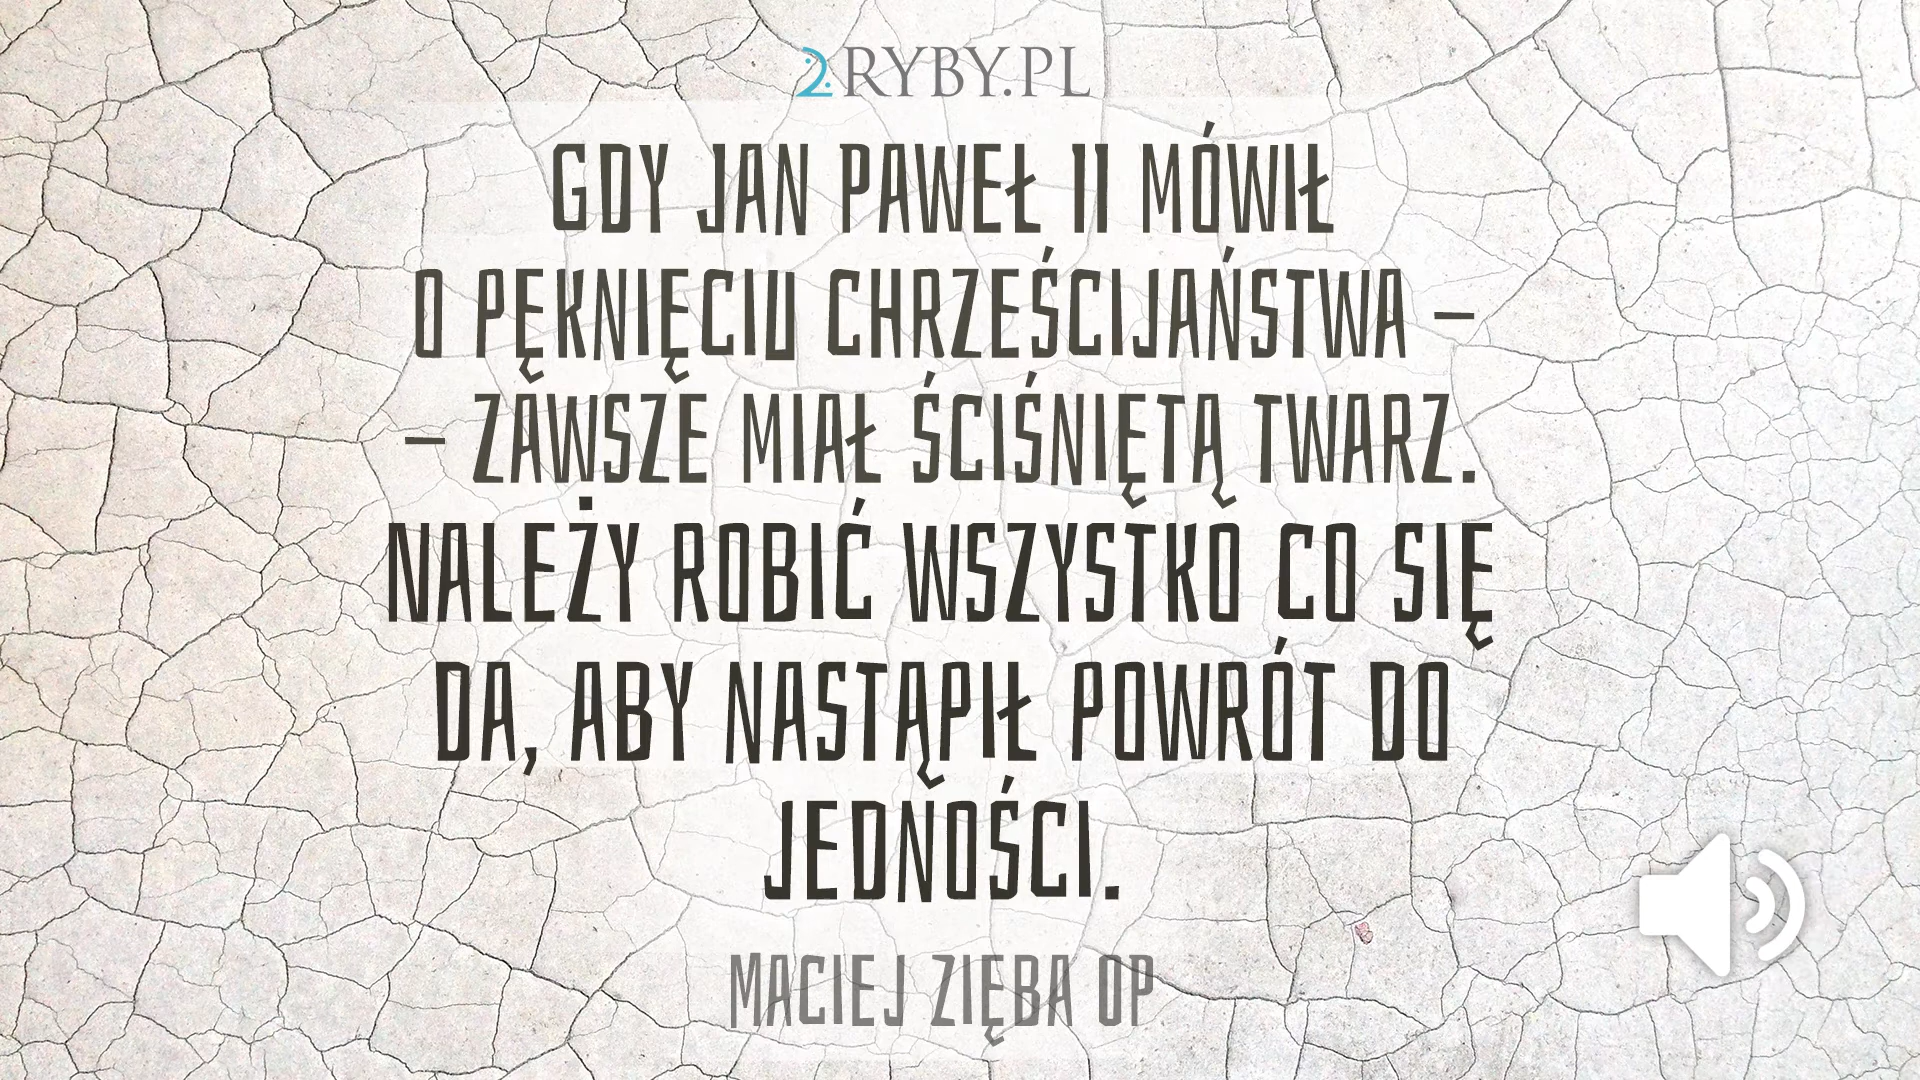 2RYBY.PL
GDY JAN PAWEŁ II MÓWIŁ
O PĘKNIĘCIU CHRZEŚCIJAŃSTWA –
– ZAWSZE MIAŁ ŚCIŚNIĘTĄ TWARZ.
NALEŻY ROBIĆ WSZYSTKO CO SIĘ
DA, ABY NASTĄPIŁ POWRÓT DO
JEDNOŚCI.
MACIEJ ZIĘBA OP